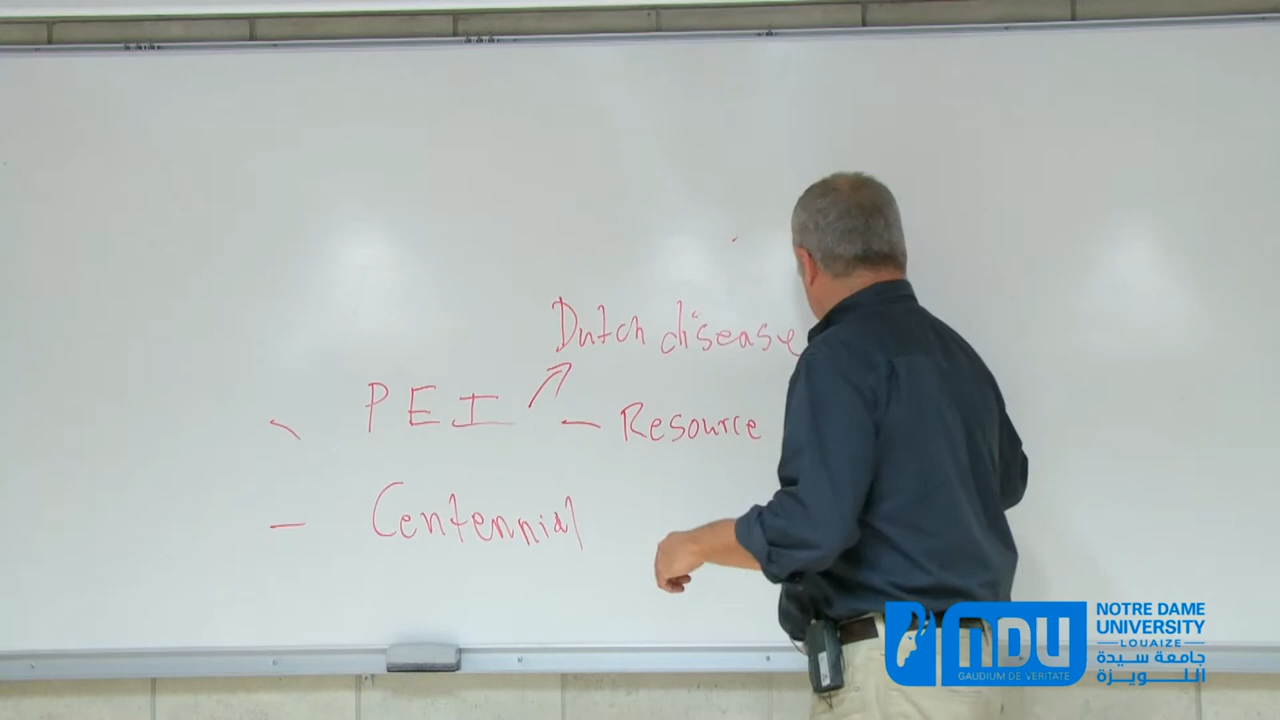 Dutch disease
- PEI - Resource
- Centennial
NDU
GAUDIUM DE VERITATE
NOTRE DAME
UNIVERSITY
LOUAIZE
جامعة سيدة
اللويزة